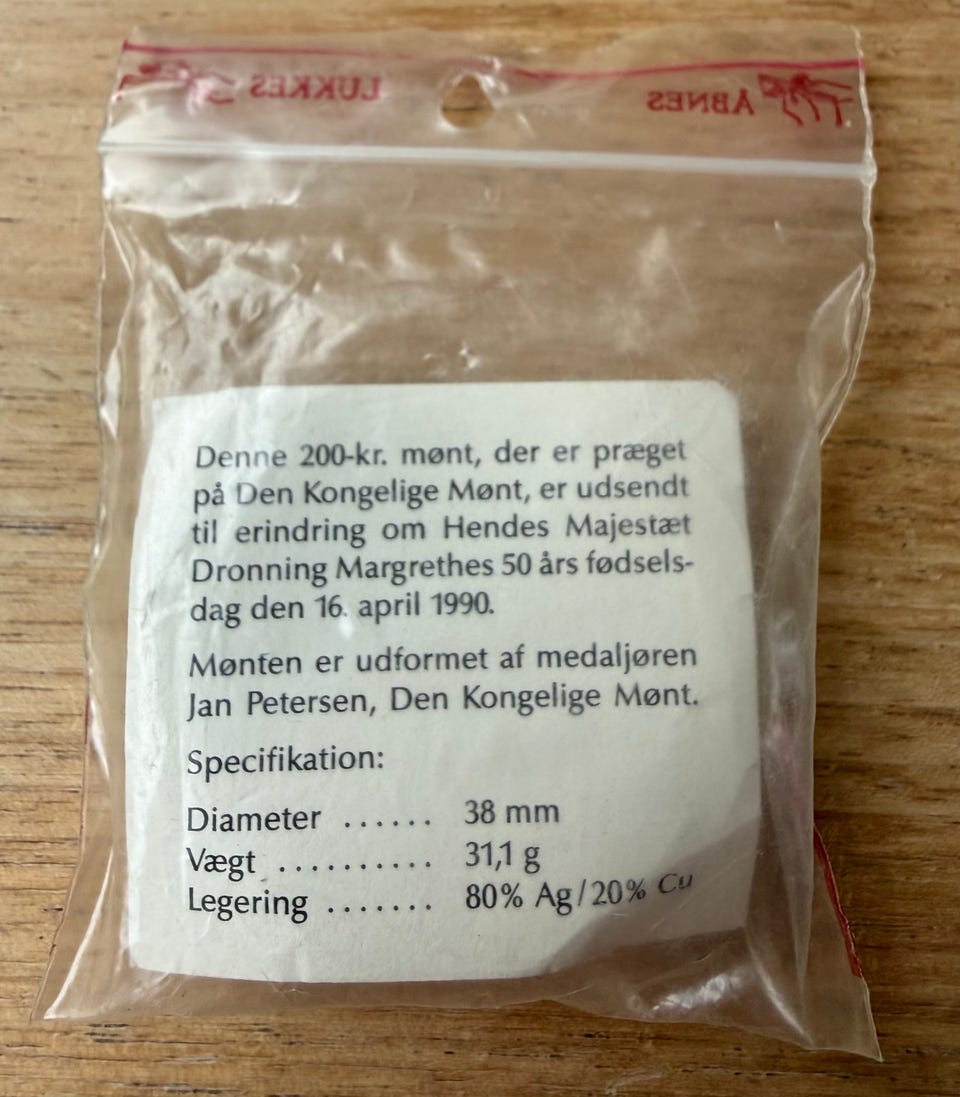 LUKKES ÅBNES
Denne 200-kr. mønt, der er præget
på Den Kongelige Mønt, er udsendt
til erindring om Hendes Majestæt
Dronning Margrethes 50 års fødsels-
dag den 16. april 1990.
Mønten er udformet af medaljøren
Jan Petersen, Den Kongelige Mønt.
Specifikation:
Diameter ...... 38 mm
Vægt .......... 31,1 g
Legering ....... 80% Ag/20% Cu